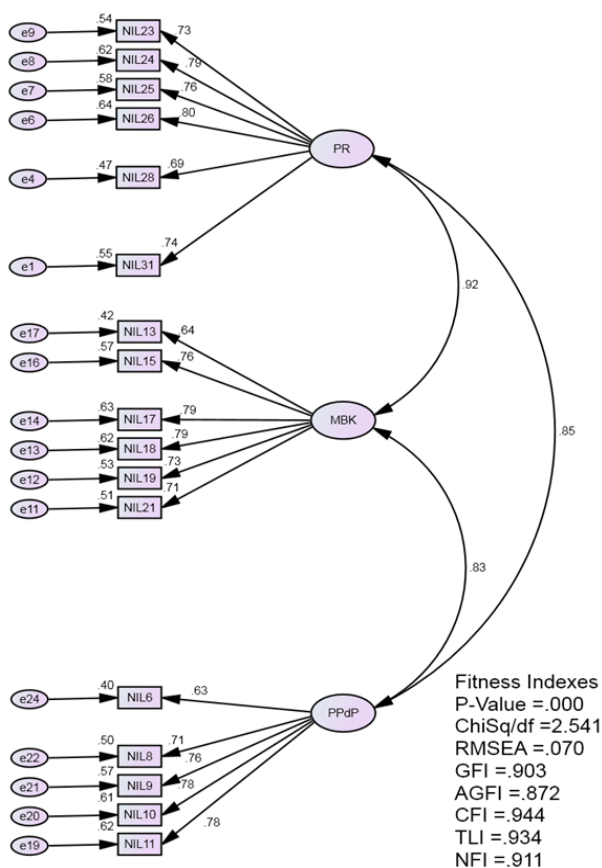 .54 .73
e9 NIL23
.62 .79
e8 NIL24
.58 .76
e7 NIL25
.64 .80
e6 NIL26
PR
.47 .69
e4 NIL28
.55 .74
e1 NIL31
.92
.42 .64
e17 NIL13
.57 .76
e16 NIL15
.63 .79
e14 NIL17 MBK
.62 .79
e13 NIL18
.53 .73
e12 NIL19
.51 .71
e11 NIL21
.85
.83
.40 .63
e24 NIL6
PPdP
.50 .71
e22 NIL8
.57 .76
e21 NIL9
.61 .78
e20 NIL10
.62 .78
e19 NIL11
Fitness Indexes
P-Value =.000
ChiSq/df =2.541
RMSEA =.070
GFI =.903
AGFI =.872
CFI =.944
TLI =.934
NFI =.911